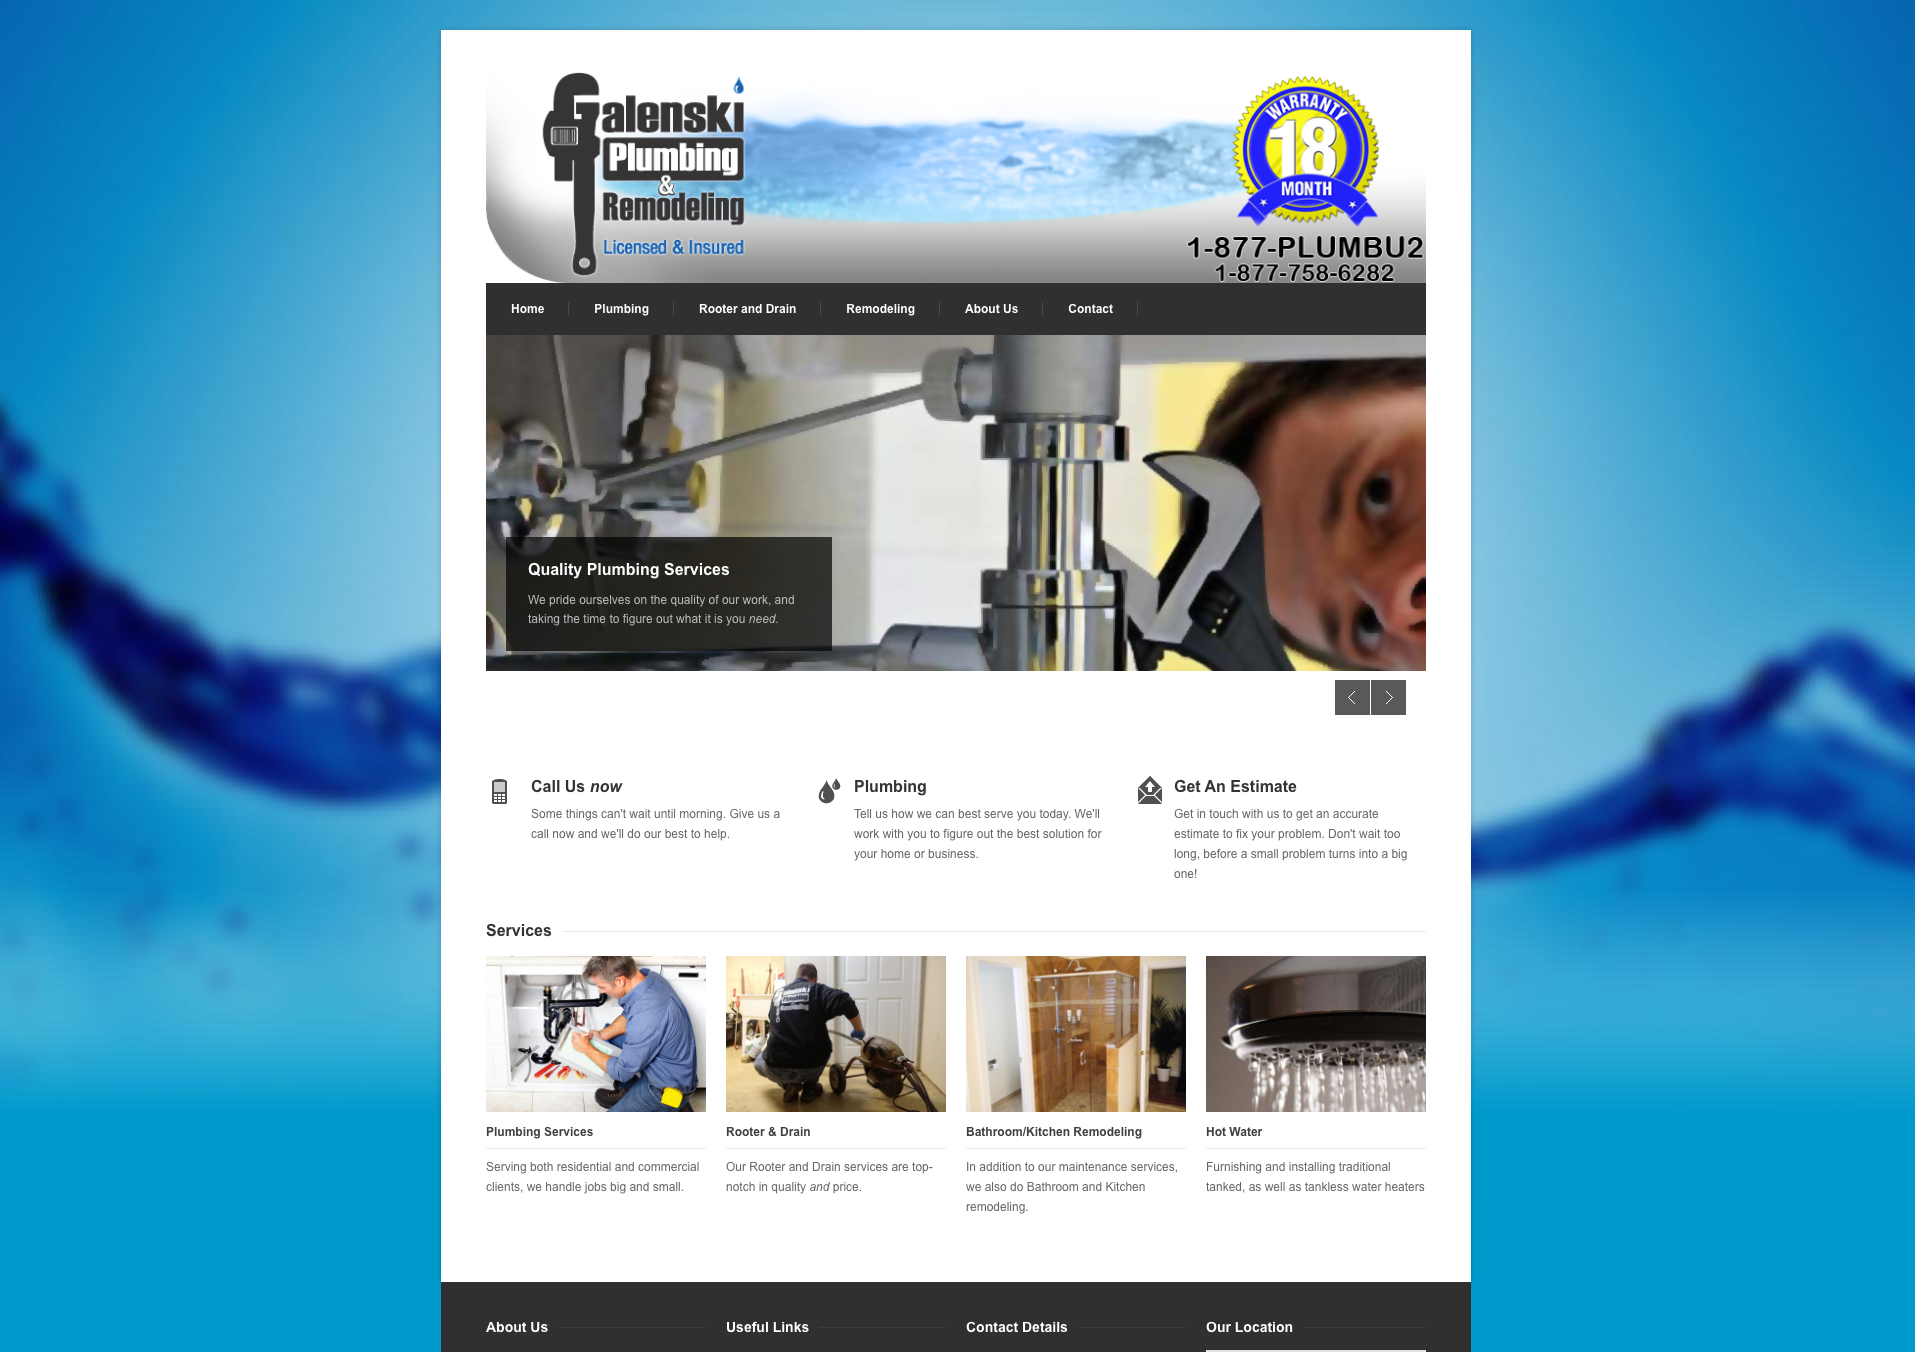 Galenski
Plumbing
&
Remodeling
Licensed & Insured
WARRANTY
18
MONTH
1-877-PLUMBU2
1-877-758-6282
Home
Plumbing
Rooter and Drain
Remodeling
About Us
Contact
Quality Plumbing Services
We pride ourselves on the quality of our work, and
taking the time to figure out what it is you need.
Call Us now
Some things can't wait until morning. Give us a
call now and we'll do our best to help.
Plumbing
Tell us how we can best serve you today. We'll
work with you to figure out the best solution for
your home or business.
Get An Estimate
Get in touch with us to get an accurate
estimate to fix your problem. Don't wait too
long, before a small problem turns into a big
one!
Services
Galenski
Plumbing
Remodeling
Plumbing Services
Serving both residential and commercial
clients, we handle jobs big and small.
Rooter & Drain
Our Rooter and Drain services are top-
notch in quality and price.
Bathroom/Kitchen Remodeling
In addition to our maintenance services,
we also do Bathroom and Kitchen
remodeling.
Hot Water
Furnishing and installing traditional
tanked, as well as tankless water heaters
About Us
Useful Links
Contact Details
Our Location